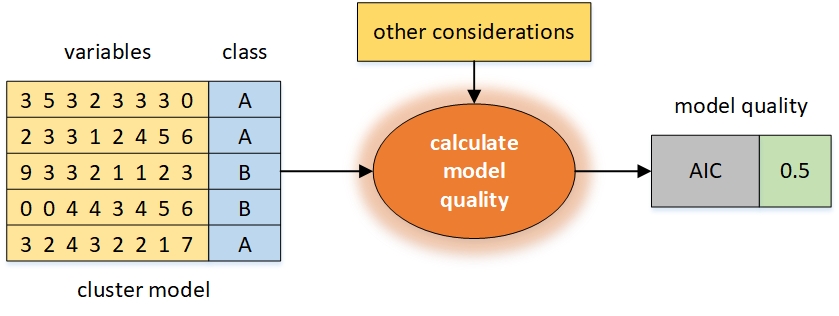 other considerations
variables class
3 5 3 2 3 3 3 0 A
2 3 3 1 2 4 5 6 A
9 3 3 2 1 1 2 3 B
0 0 4 4 3 4 5 6 B
3 2 4 3 2 2 1 7 A
cluster model
calculate
model
quality
model quality
AIC 0.5